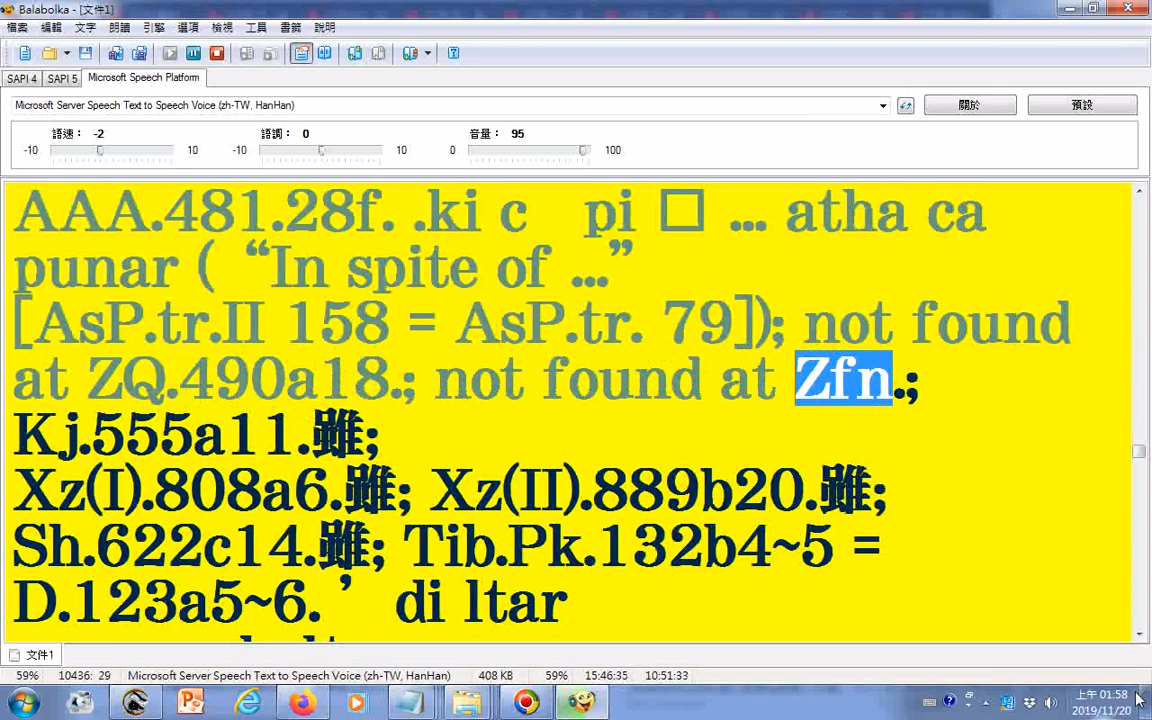 Balabolka - [文件1]
檔案 編輯 文字 朗讀 引擎 選項 檢視 工具 書籤 說明
SAPI 4 SAPI 5 Microsoft Speech Platform
Microsoft Server Speech Text to Speech Voice (zh-TW, HanHan) 關於 預設
語速： -2 語調： 0 音量： 95
-10 10 -10 10 0 100
AAA.481.28f. .ki c pi □ ... atha ca
punar (“In spite of ...”
[AsP.tr.II 158 = AsP.tr. 79]); not found
at ZQ.490a18.; not found at Zfn.;
Kj.555a11.雖;
Xz(I).808a6.雖; Xz(II).889b20.雖;
Sh.622c14.雖; Tib.Pk.132b4~5 =
D.123a5~6. ’ di ltar
文件1
59% 10436: 29 Microsoft Server Speech Text to Speech Voice (zh-TW, HanHan) 408 KB 59% 15:46:35 10:51:33
上午 01:58
2019/11/20